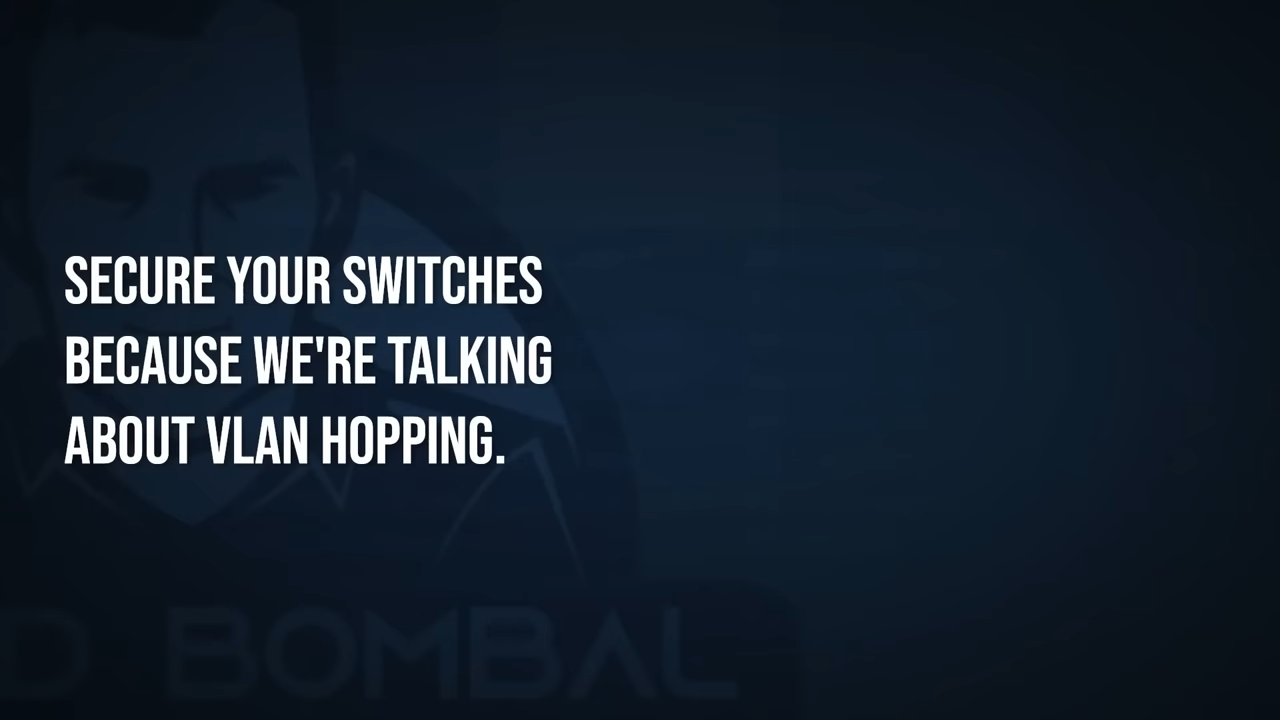 SECURE YOUR SWITCHES
BECAUSE WE'RE TALKING
ABOUT VLAN HOPPING.
D BOMBAL